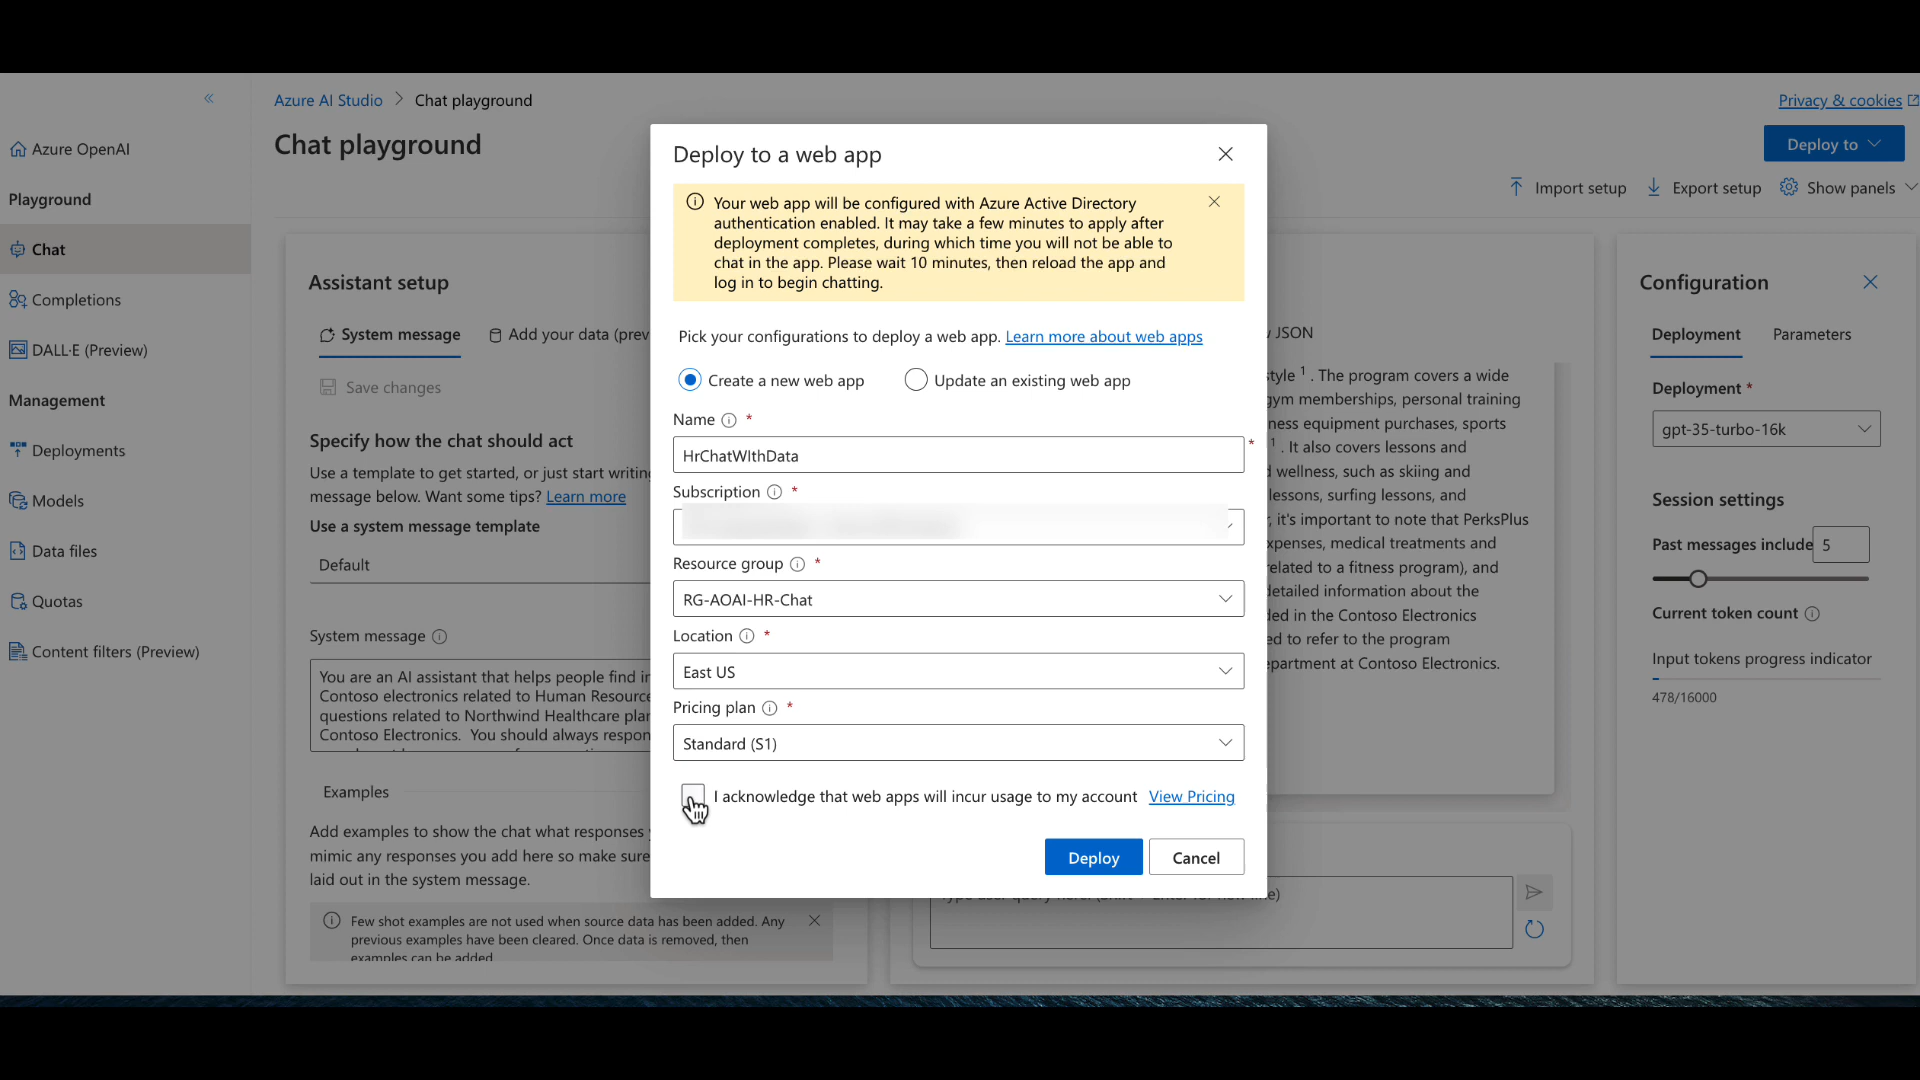 Azure AI Studio > Chat playground
Privacy & cookies
Chat playground
Deploy to
Import setup
Export setup
Show panels
Azure OpenAI
Playground
Chat
Completions
DALL·E (Preview)
Management
Deployments
Models
Data files
Quotas
Content filters (Preview)
Assistant setup
System message
Add your data (prev
Save changes
Specify how the chat should act
Use a template to get started, or just start writing
message below. Want some tips? Learn more
Use a system message template
Default
System message
You are an AI assistant that helps people find in
Contoso electronics related to Human Resource
questions related to Northwind Healthcare plan
Contoso Electronics. You should always respon
Examples
Add examples to show the chat what responses
mimic any responses you add here so make sure
laid out in the system message.
Few shot examples are not used when source data has been added. Any
previous examples have been cleared. Once data is removed, then
examples can be added
Deploy to a web app
Your web app will be configured with Azure Active Directory
authentication enabled. It may take a few minutes to apply after
deployment completes, during which time you will not be able to
chat in the app. Please wait 10 minutes, then reload the app and
log in to begin chatting.
Pick your configurations to deploy a web app. Learn more about web apps
Create a new web app
Update an existing web app
Name *
HrChatWIthData *
Subscription *
Resource group *
RG-AOAI-HR-Chat
Location *
East US
Pricing plan *
Standard (S1)
I acknowledge that web apps will incur usage to my account View Pricing
Deploy
Cancel
JSON
style 1. The program covers a wide
gym memberships, personal training
ness equipment purchases, sports
1. It also covers lessons and
wellness, such as skiing and
lessons, surfing lessons, and
, it's important to note that PerksPlus
xpenses, medical treatments and
related to a fitness program), and
detailed information about the
ded in the Contoso Electronics
ed to refer to the program
epartment at Contoso Electronics.
Configuration
Deployment
Parameters
Deployment *
gpt-35-turbo-16k
Session settings
Past messages include
5
Current token count
Input tokens progress indicator
478/16000